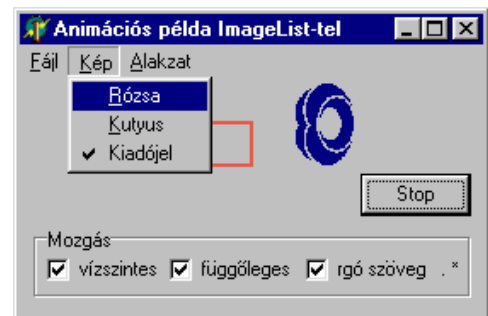 Animációs példa ImageList-tel
Fájl Kép Alakzat
Rózsa
Kutyus
Kiadójel
Stop
Mozgás
vízszintes függőleges rgó szöveg . *